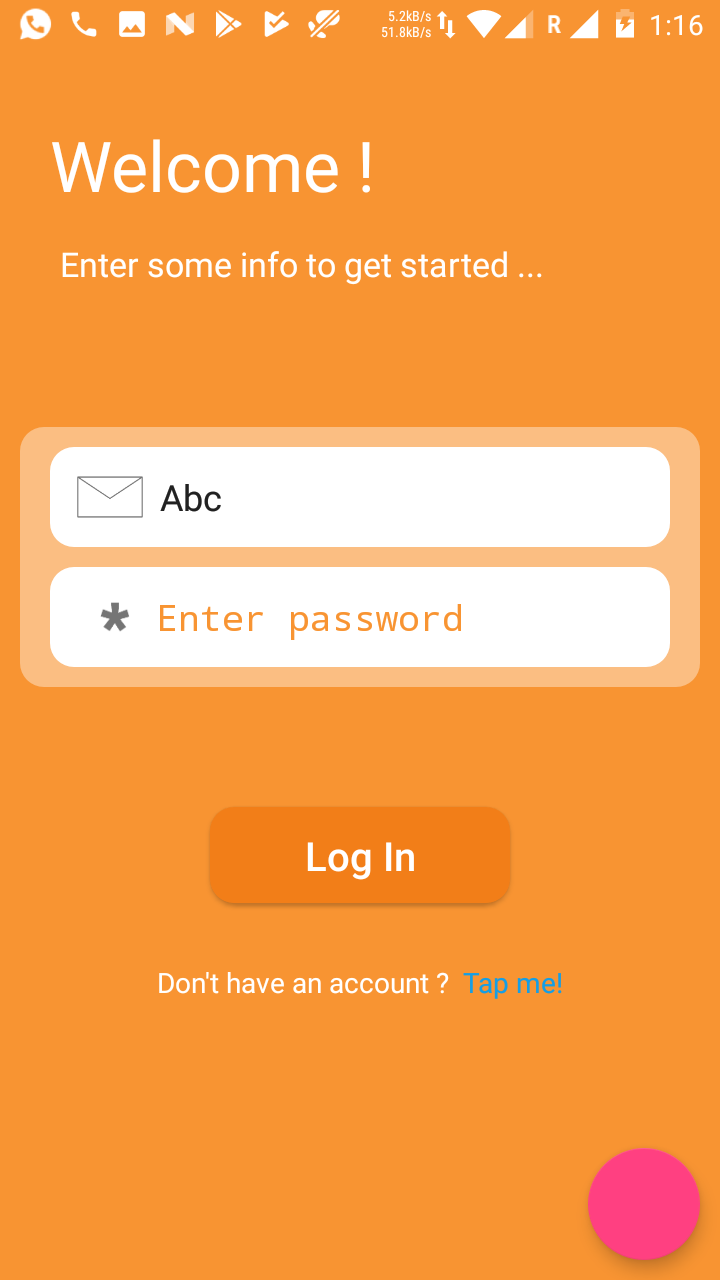 5.2kB/s
51.8kB/s
R
1:16
Welcome !
Enter some info to get started ...
Abc
* Enter password
Log In
Don't have an account ? Tap me!